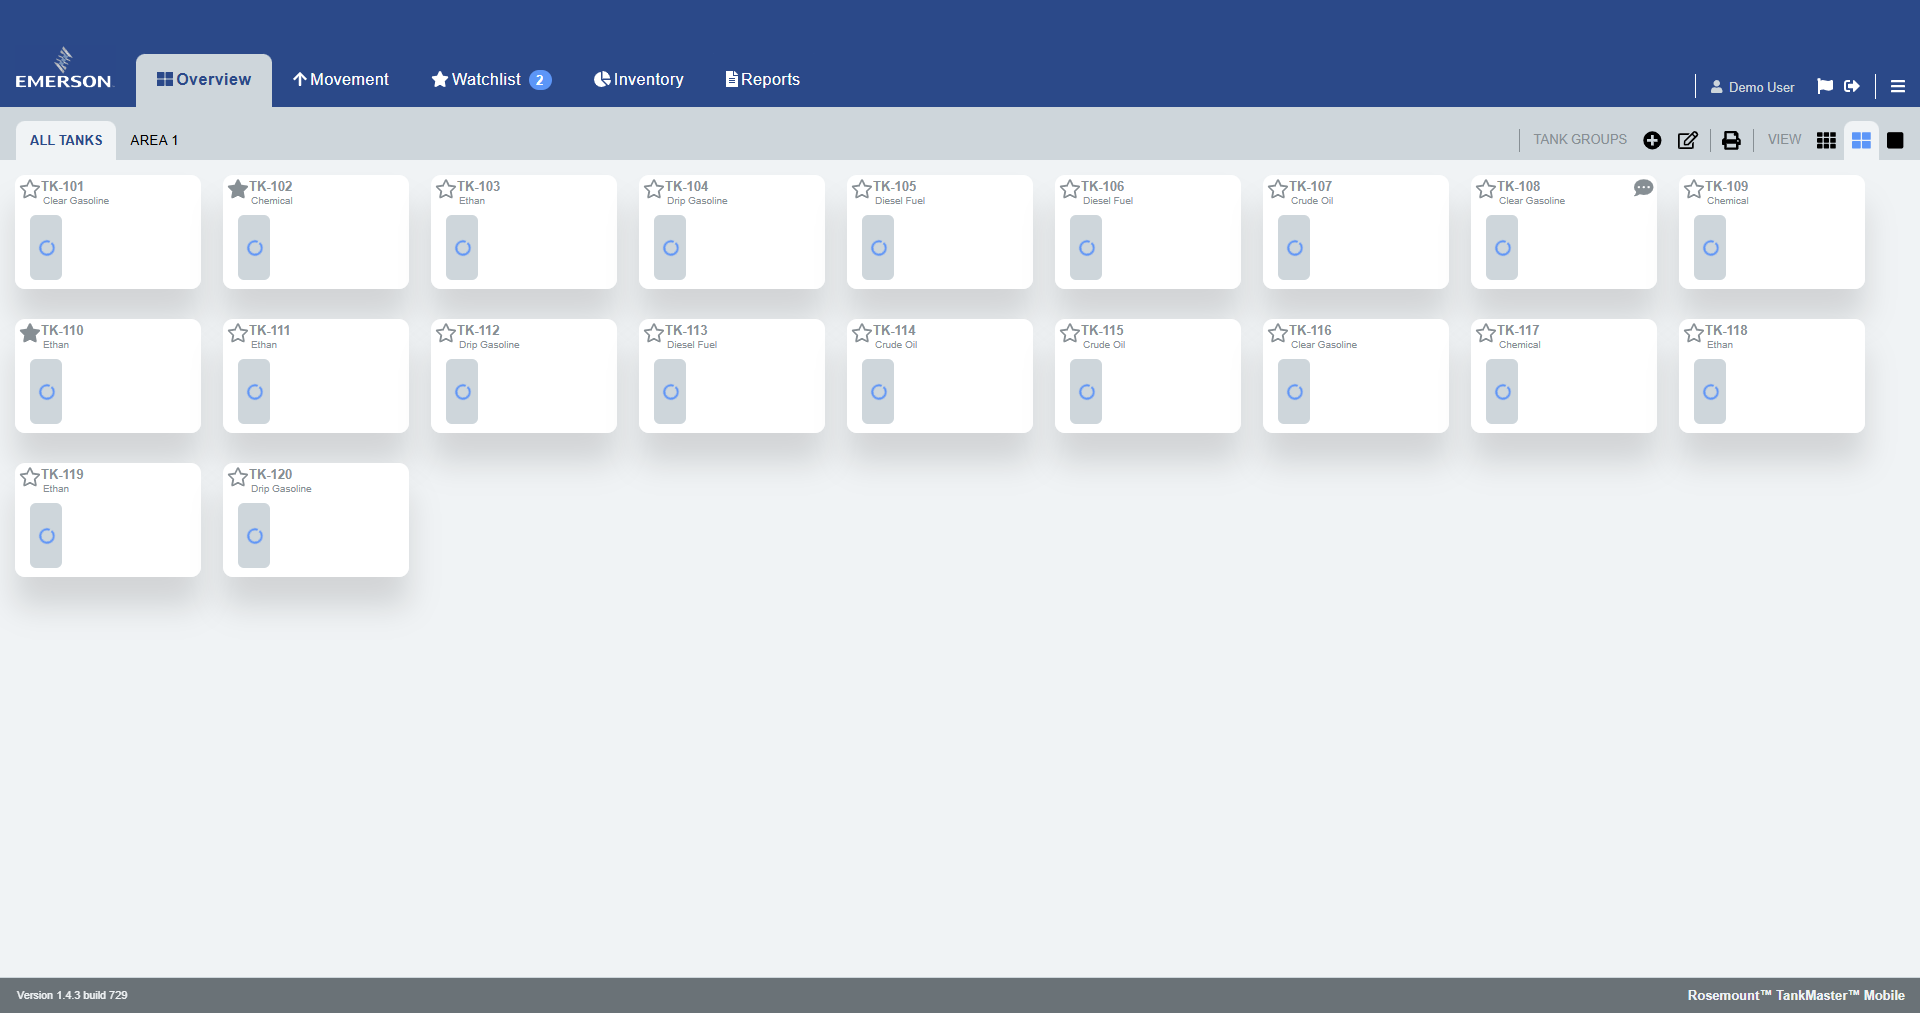 EMERSON
Overview
Movement
Watchlist 2
Inventory
Reports
Demo User
ALL TANKS
AREA 1
TANK GROUPS
VIEW
TK-101
Clear Gasoline
TK-102
Chemical
TK-103
Ethan
TK-104
Drip Gasoline
TK-105
Diesel Fuel
TK-106
Diesel Fuel
TK-107
Crude Oil
TK-108
Clear Gasoline
TK-109
Chemical
TK-110
Ethan
TK-111
Ethan
TK-112
Drip Gasoline
TK-113
Diesel Fuel
TK-114
Crude Oil
TK-115
Crude Oil
TK-116
Clear Gasoline
TK-117
Chemical
TK-118
Ethan
TK-119
Ethan
TK-120
Drip Gasoline
Version 1.4.3 build 729
Rosemount™ TankMaster™ Mobile